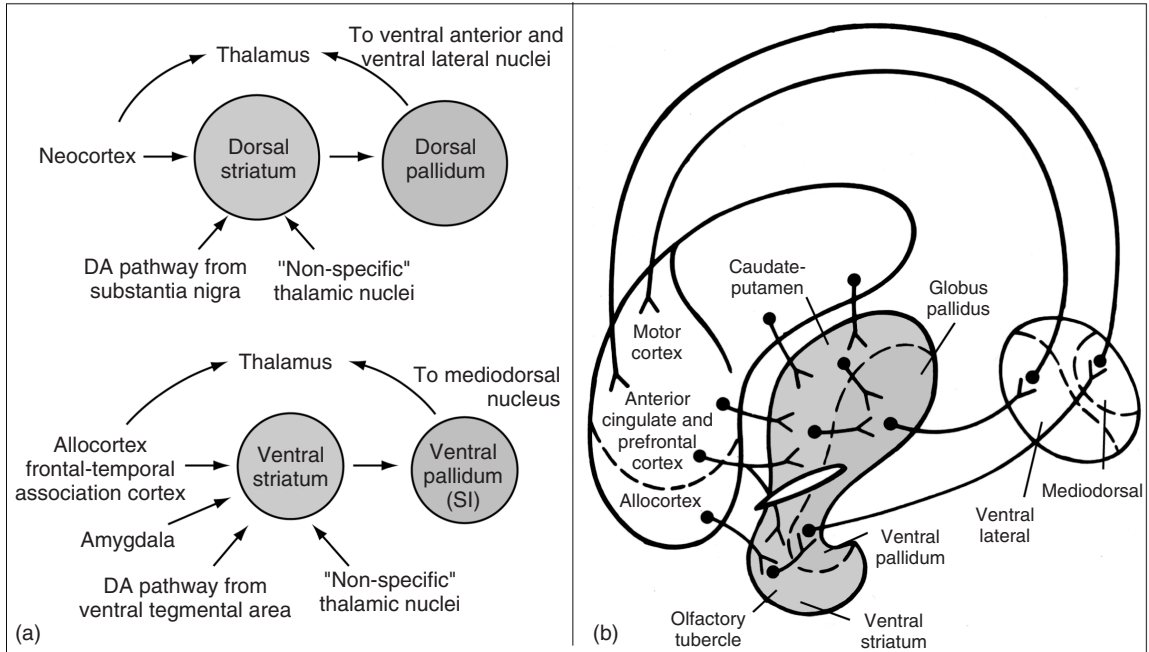 To ventral anterior and
ventral lateral nuclei
Thalamus
Neocortex
Dorsal
striatum
Dorsal
pallidum
DA pathway from
substantia nigra
"Non-specific"
thalamic nuclei
Thalamus
To mediodorsal
nucleus
Allocortex
frontal-temporal
association cortex
Ventral
striatum
Ventral
pallidum
(SI)
Amygdala
DA pathway from
ventral tegmental area
"Non-specific"
thalamic nuclei
(a)
Caudate-
putamen
Globus
pallidus
Motor
cortex
Anterior
cingulate and
prefrontal
cortex
Allocortex
Mediodorsal
Ventral
lateral
Ventral
pallidum
Olfactory
tubercle
Ventral
striatum
(b)